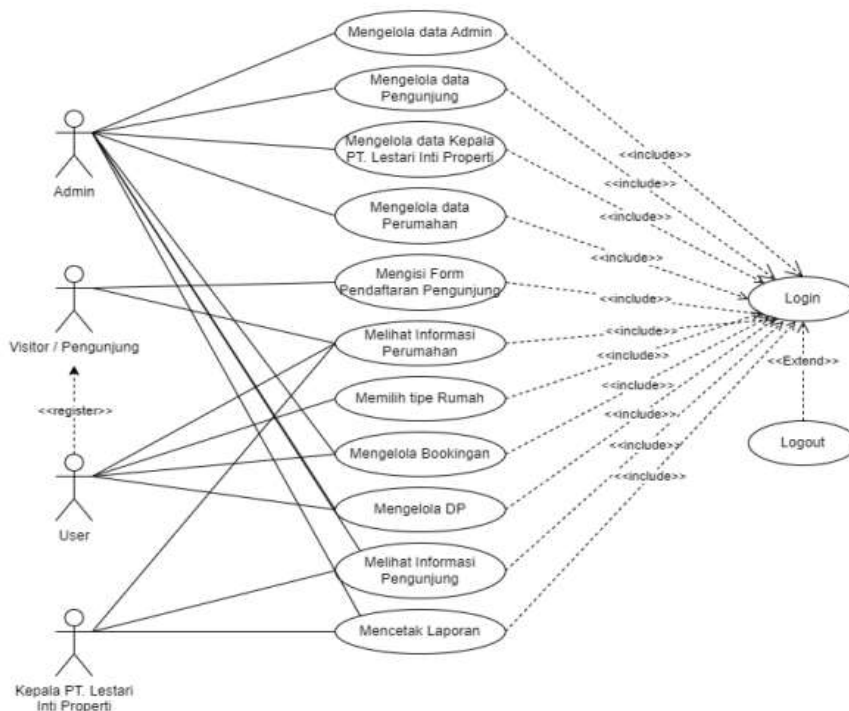 Mengelola data Admin
Mengelola data
Pengunjung
Mengelola data Kepala
PT. Lestari Inti Properti
Mengelola data
Perumahan
Mengisi Form
Pendaftaran Pengunjung
Melihat Informasi
Perumahan
Memilih tipe Rumah
Mengelola Bookingan
Mengelola DP
Melihat Informasi
Pengunjung
Mencetak Laporan
Admin
Visitor / Pengunjung
<<register>>
User
Kepala PT. Lestari
Inti Properti
<<include>>
<<include>>
<<include>>
<<include>>
<<include>>
<<include>>
<<include>>
<<include>>
<<include>>
<<include>>
<<include>>
Login
<<Extend>>
Logout